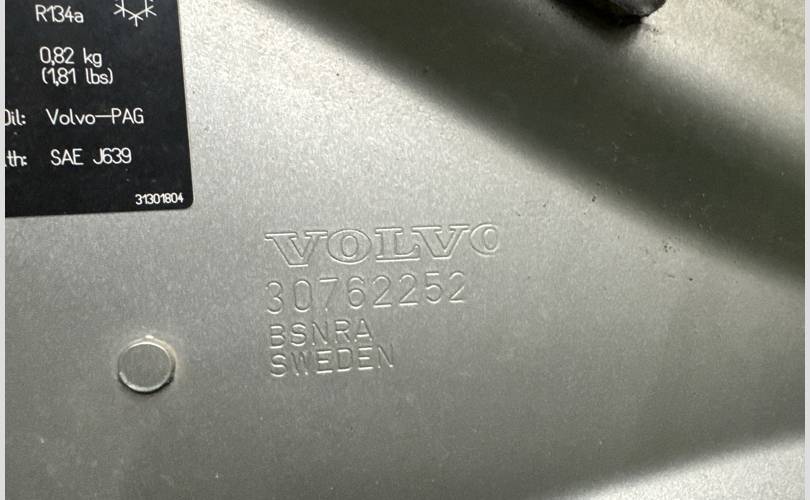 R134a
0,82 kg
(1,81 lbs)
Oil: Volvo-PAG
th: SAE J639
31301804
VOLVO
30762252
BSNRA
SWEDEN